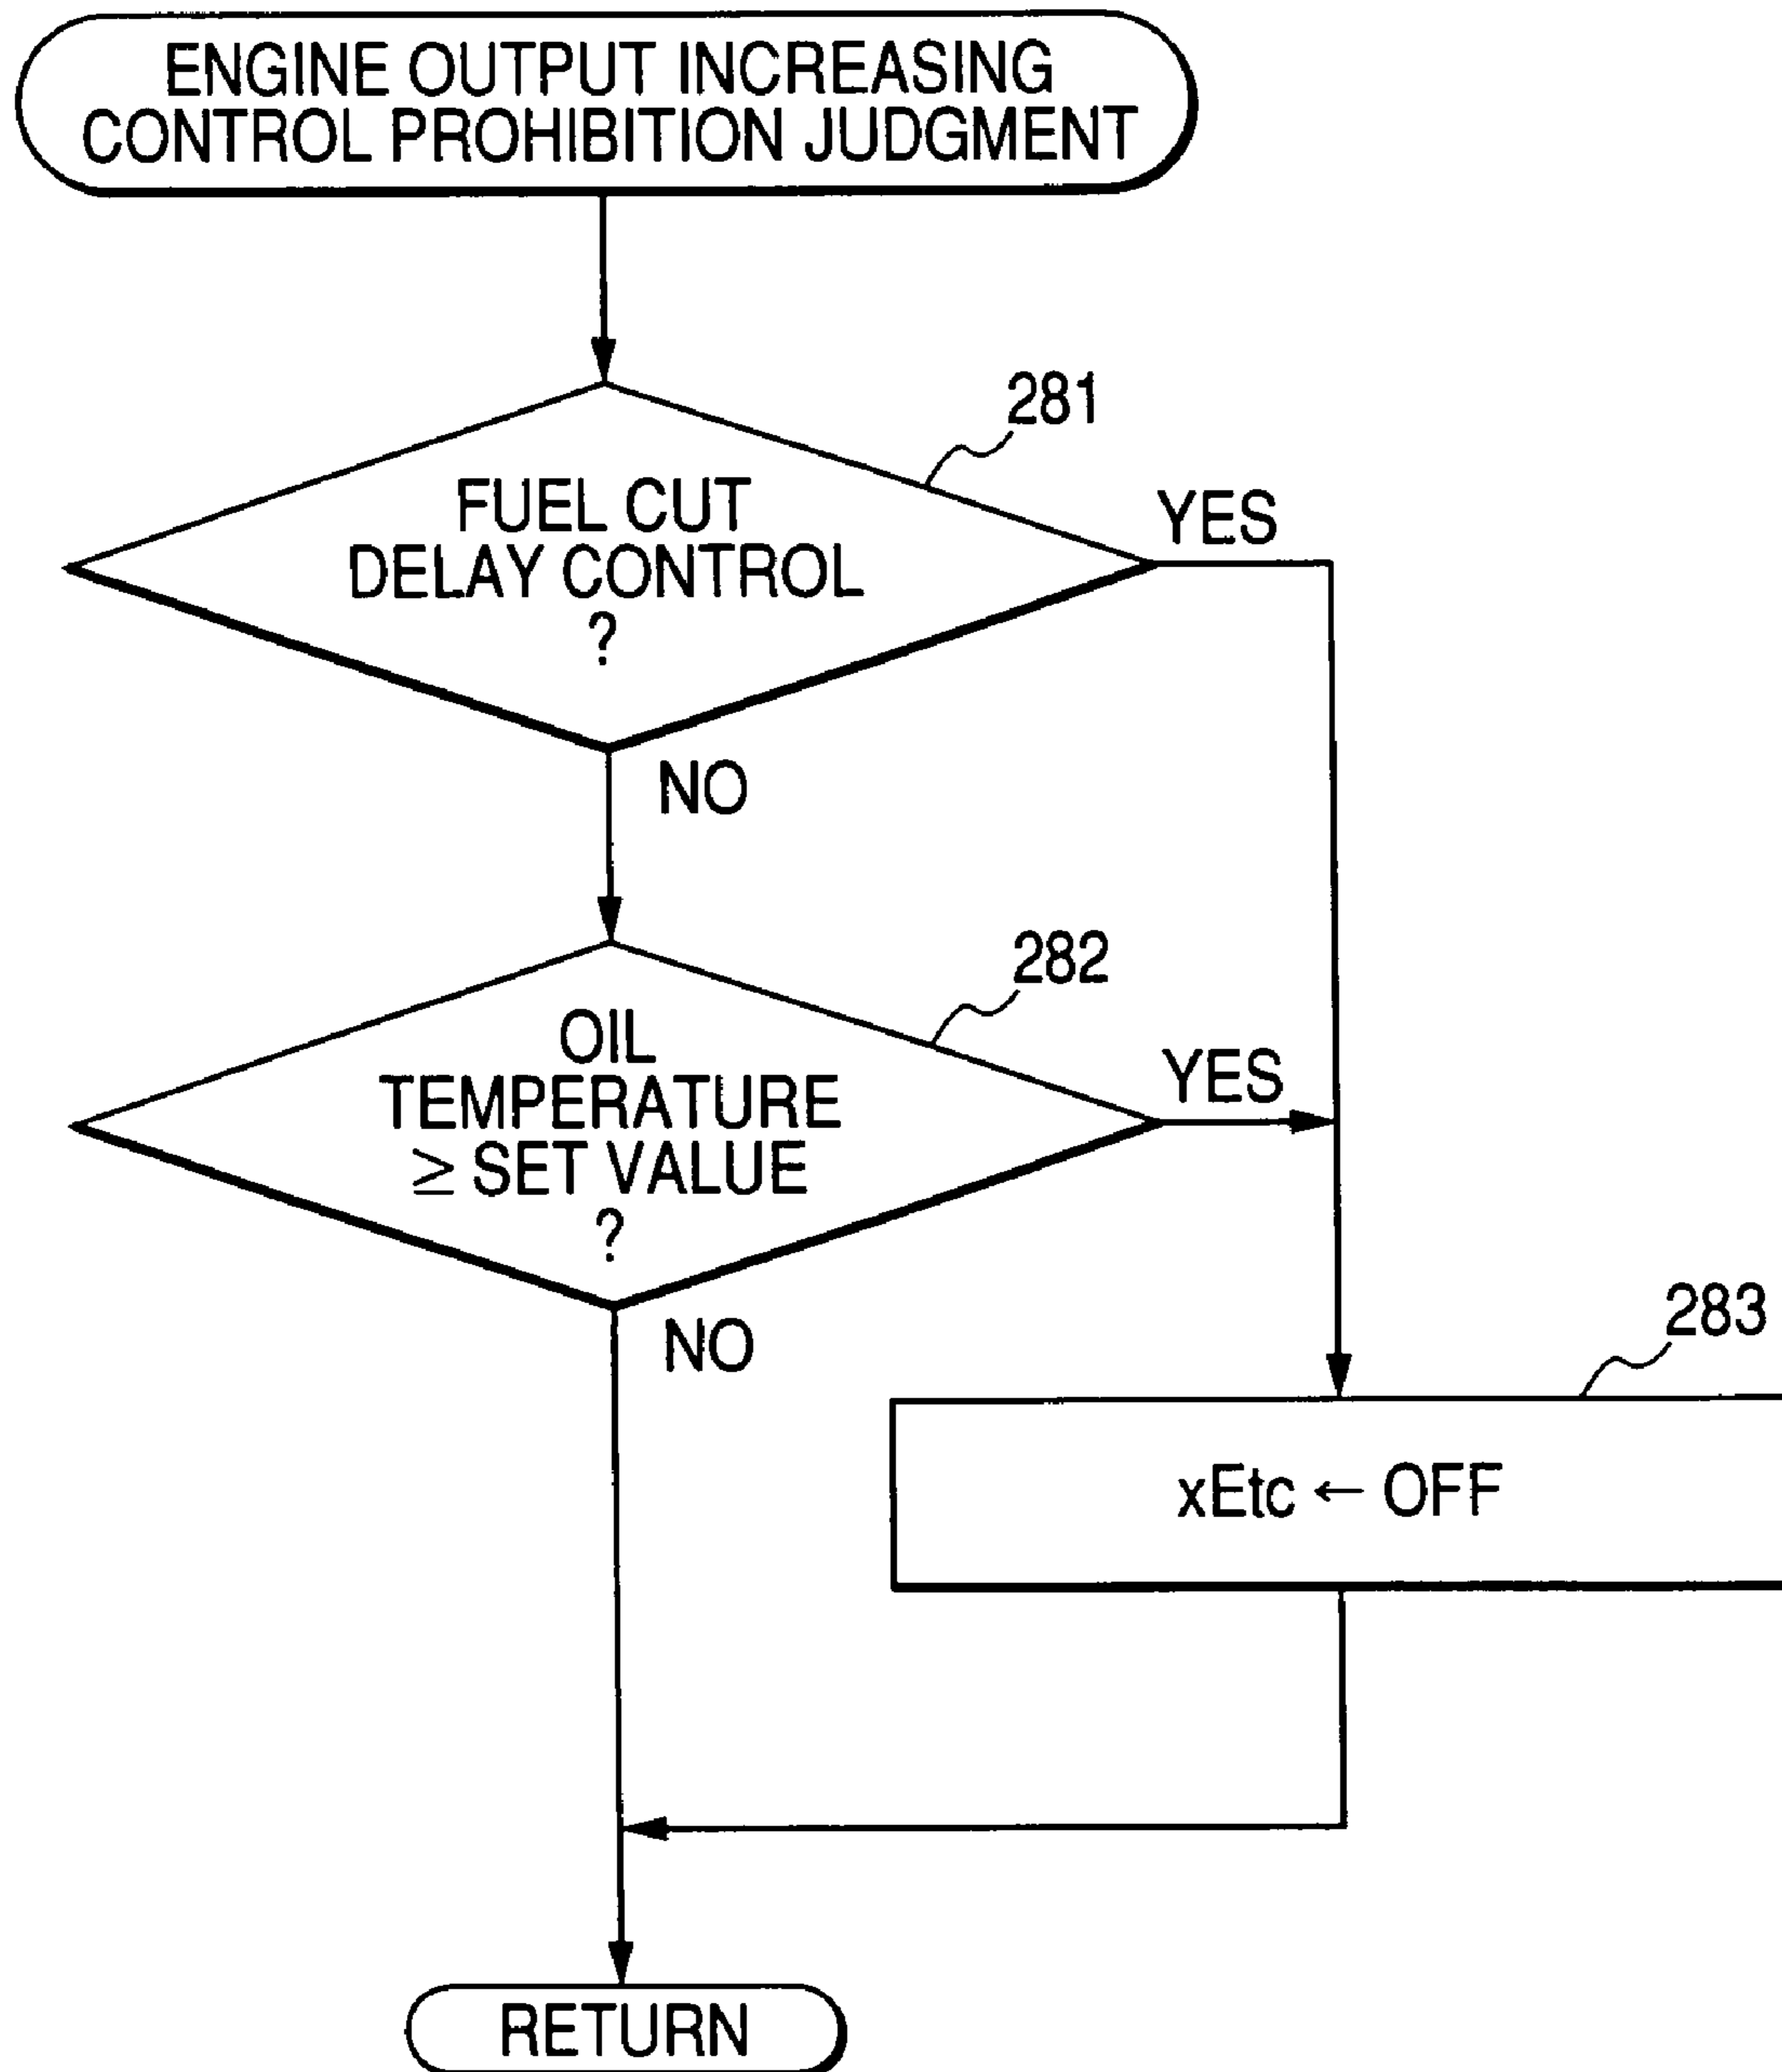 ENGINE OUTPUT INCREASING
CONTROL PROHIBITION JUDGMENT
281
FUEL CUT
DELAY CONTROL
?
YES
NO
282
OIL
TEMPERATURE
≥ SET VALUE
?
YES
NO
283
xEtc ← OFF
RETURN